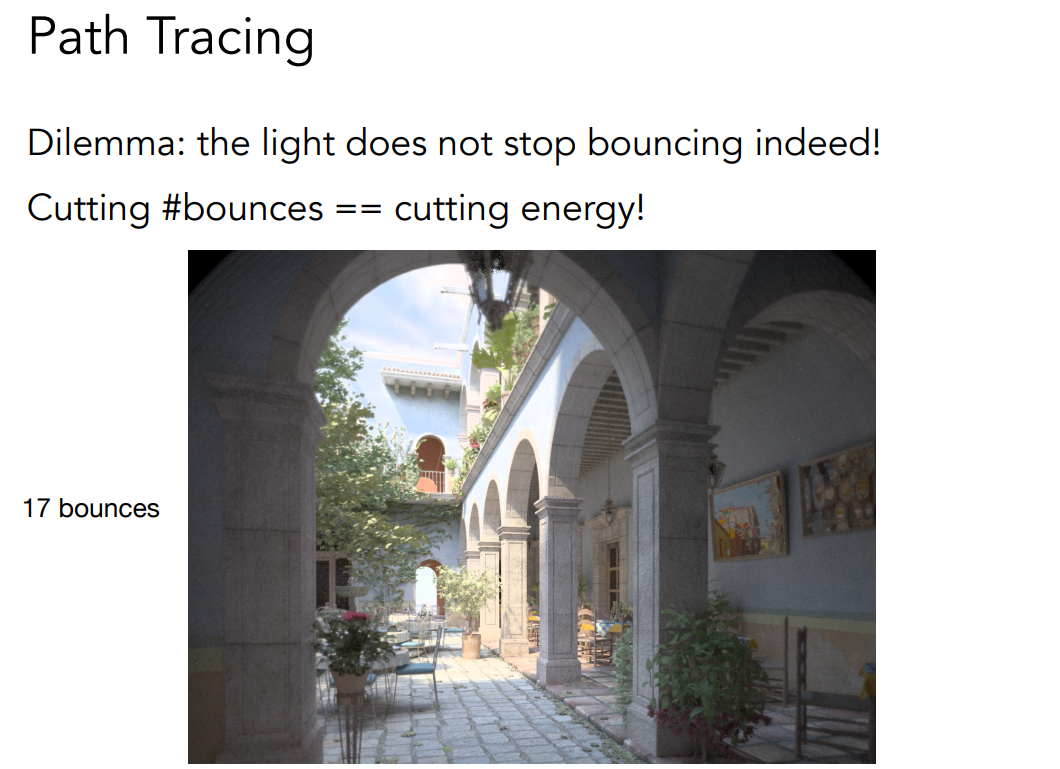 Path Tracing
Dilemma: the light does not stop bouncing indeed!
Cutting #bounces == cutting energy!
17 bounces